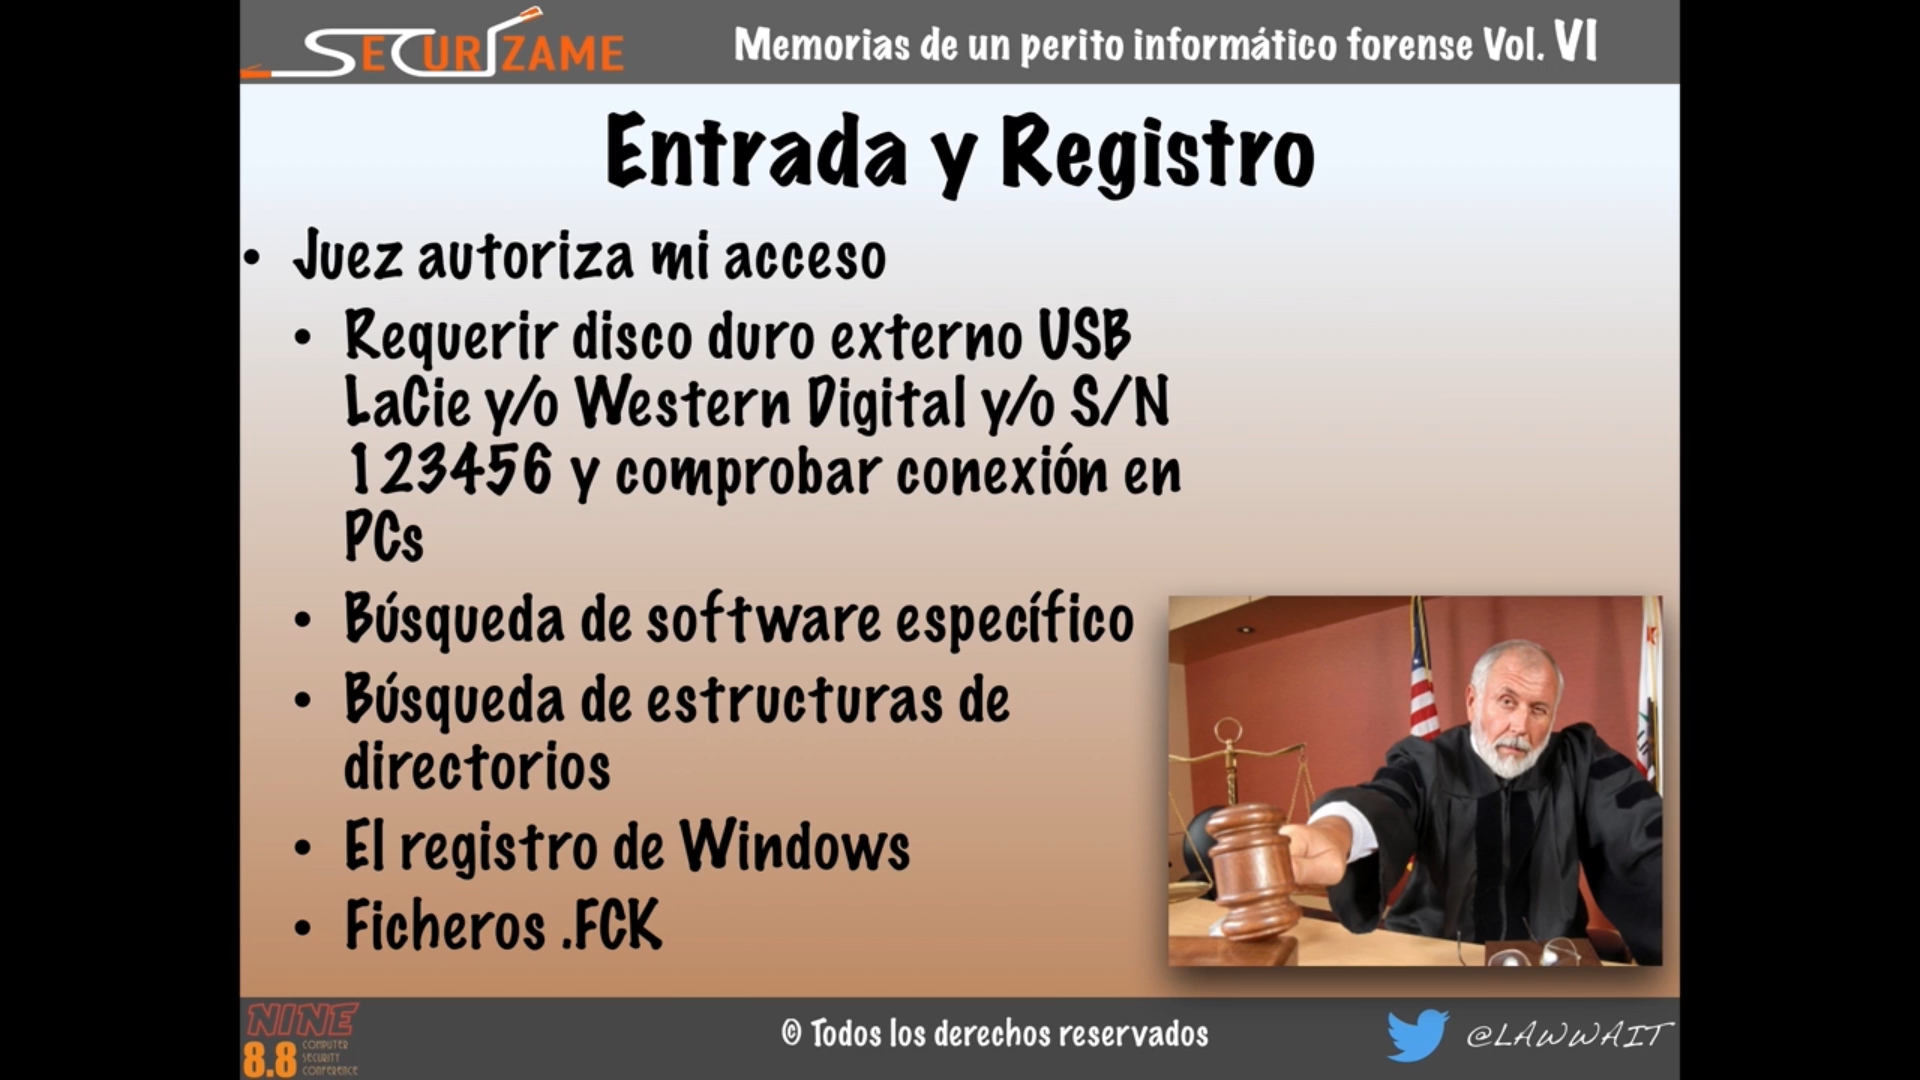 SECURIZAME
Memorias de un perito informático forense Vol. VI
Entrada y Registro
• Juez autoriza mi acceso
• Requerir disco duro externo USB
LaCie y/o Western Digital y/o S/N
123456 y comprobar conexión en
PCs
• Búsqueda de software específico
• Búsqueda de estructuras de
directorios
• El registro de Windows
• Ficheros .FCK
NINE
8.8 COMPUTER
SECURITY
CONFERENCE
© Todos los derechos reservados
@LAWWAIT